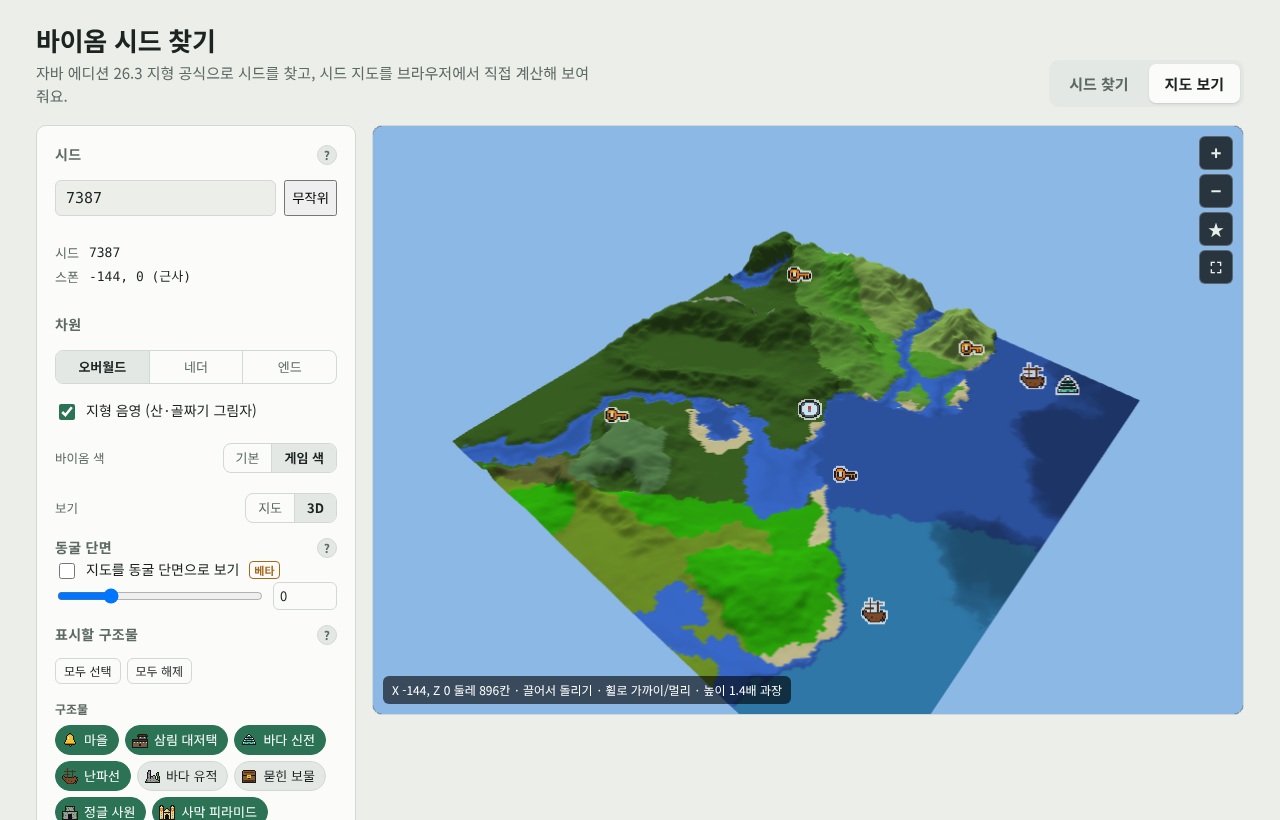 바이옴 시드 찾기
자바 에디션 26.3 지형 공식으로 시드를 찾고, 시드 지도를 브라우저에서 직접 계산해 보여
줘요.
시드 찾기
지도 보기
시드
?
7387
무작위
시드 7387
스폰 -144, 0 (근사)
차원
오버월드
네더
엔드
지형 음영 (산·골짜기 그림자)
바이옴 색
기본
게임 색
보기
지도
3D
동굴 단면
?
지도를 동굴 단면으로 보기 베타
0
표시할 구조물
?
모두 선택
모두 해제
구조물
마을
삼림 대저택
바다 신전
난파선
바다 유적
묻힌 보물
정글 사원
사막 피라미드
+
−
★
X -144, Z 0 둘레 896칸 · 끌어서 돌리기 · 휠로 가까이/멀리 · 높이 1.4배 과장